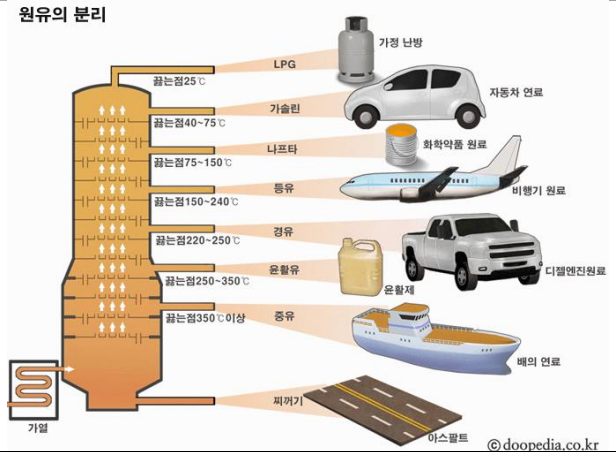 원유의 분리
가정 난방
LPG
끓는점25℃
자동차 연료
가솔린
끓는점40~75℃
화학약품 원료
나프타
끓는점75~150℃
등유
비행기 원료
끓는점150~240℃
경유
끓는점220~250℃
디젤엔진원료
윤활유
끓는점250~350℃
윤활제
중유
끓는점350℃이상
배의 연료
찌꺼기
가열
아스팔트
©doopedia.co.kr